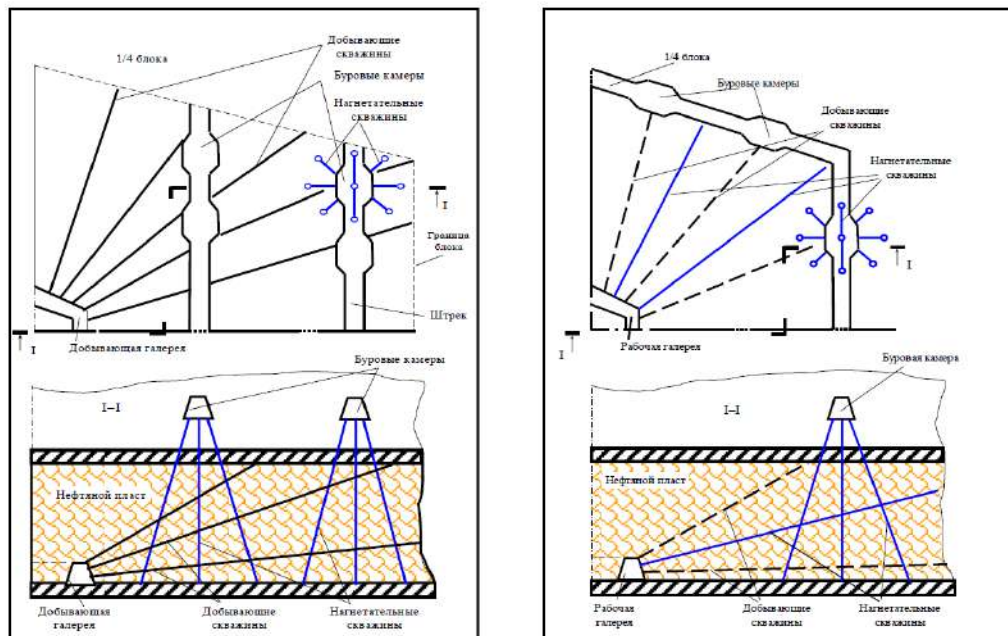 1/4 блока
Добывающие
скважины
Буровые камеры
Нагнетательные
скважины
I
Граница
блока
Штрек
I
Добывающая галерея
Буровые камеры
I–I
Нефтяной пласт
Добывающая
галерея
Добывающие
скважины
Нагнетательные
скважины
1/4 блока
Буровые камеры
Добывающие
скважины
Нагнетательные
скважины
I
I
Рабочая галерея
Буровая камера
I–I
Нефтяной пласт
Рабочая
галерея
Добывающие
скважины
Нагнетательные
скважины